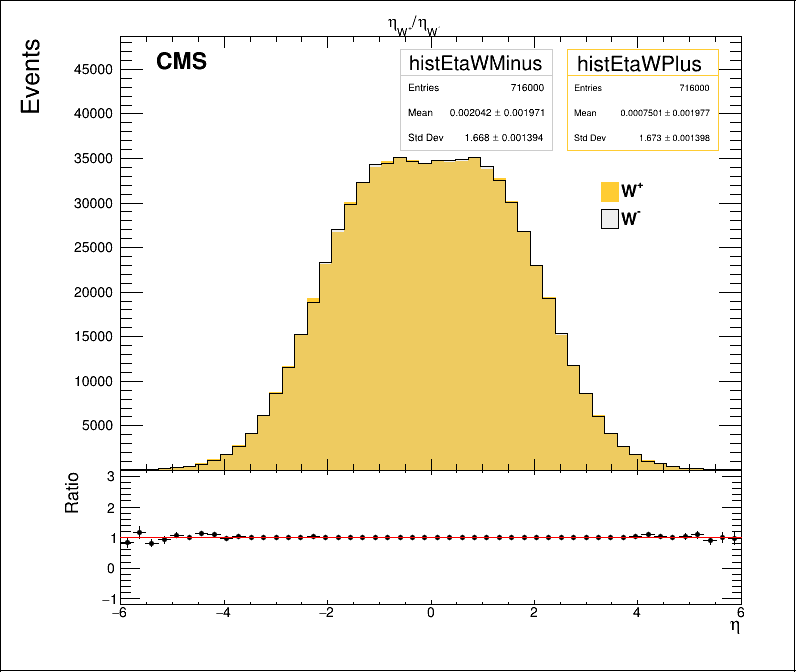 η_W⁺/η_W⁻
Events
CMS
histEtaWMinus
Entries 716000
Mean 0.002042 ± 0.001971
Std Dev 1.668 ± 0.001394
histEtaWPlus
Entries 716000
Mean 0.0007501 ± 0.001977
Std Dev 1.673 ± 0.001398
W⁺
W⁻
45000
40000
35000
30000
25000
20000
15000
10000
5000
Ratio
3
2
1
0
−1
−6 −4 −2 0 2 4 6
η